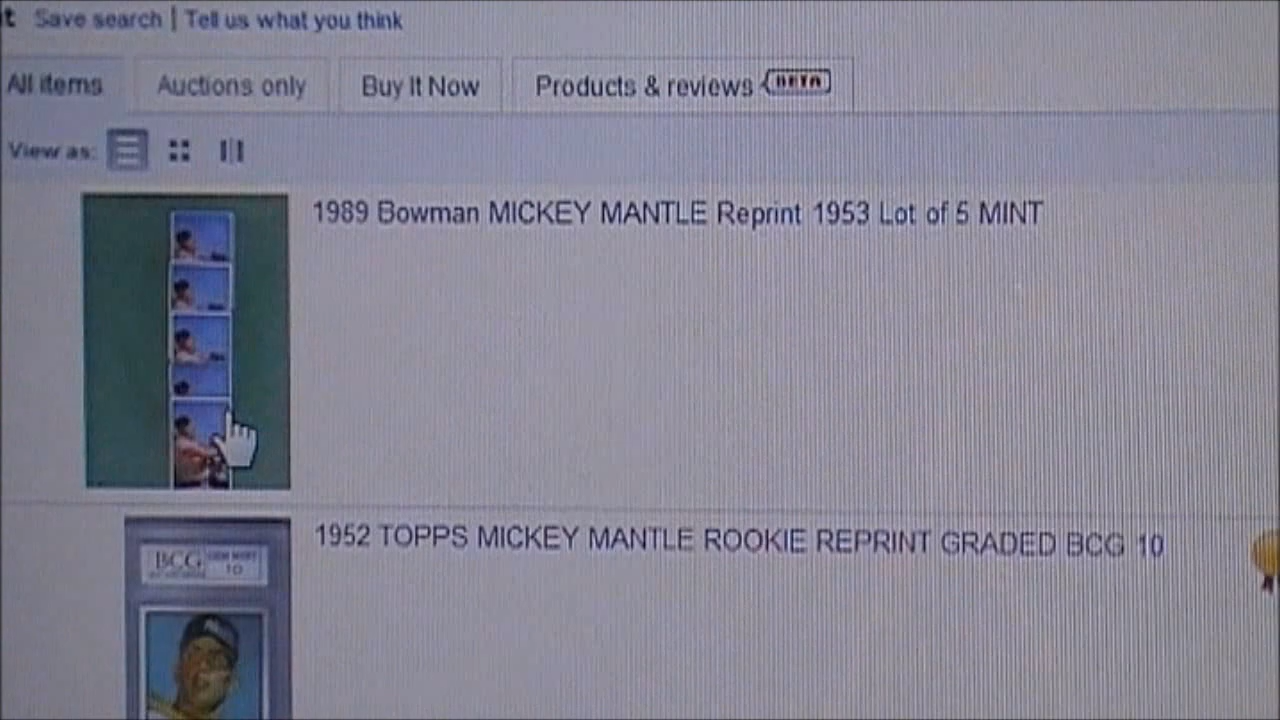 t Save search | Tell us what you think
All items Auctions only Buy It Now Products & reviews BETA
View as:
1989 Bowman MICKEY MANTLE Reprint 1953 Lot of 5 MINT
1952 TOPPS MICKEY MANTLE ROOKIE REPRINT GRADED BCG 10
BCG GEM MINT
10